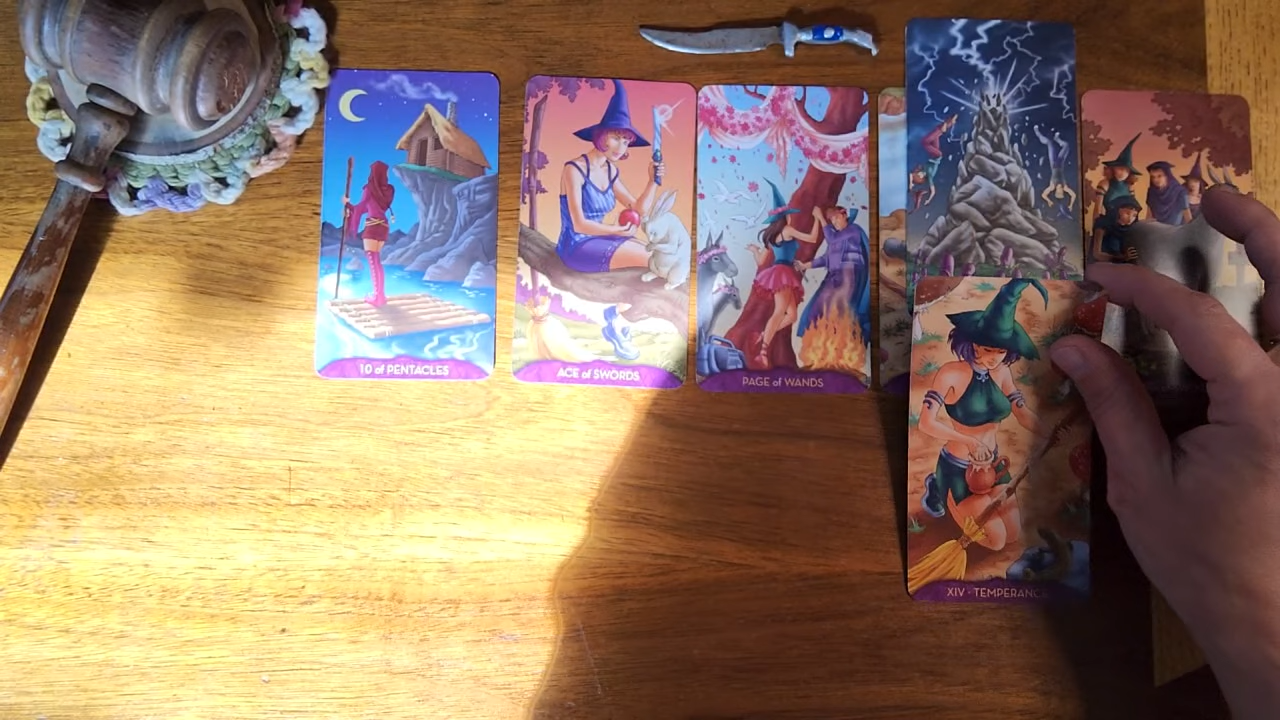 10 of PENTACLES
ACE of SWORDS
PAGE of WANDS
XIV - TEMPERANCE